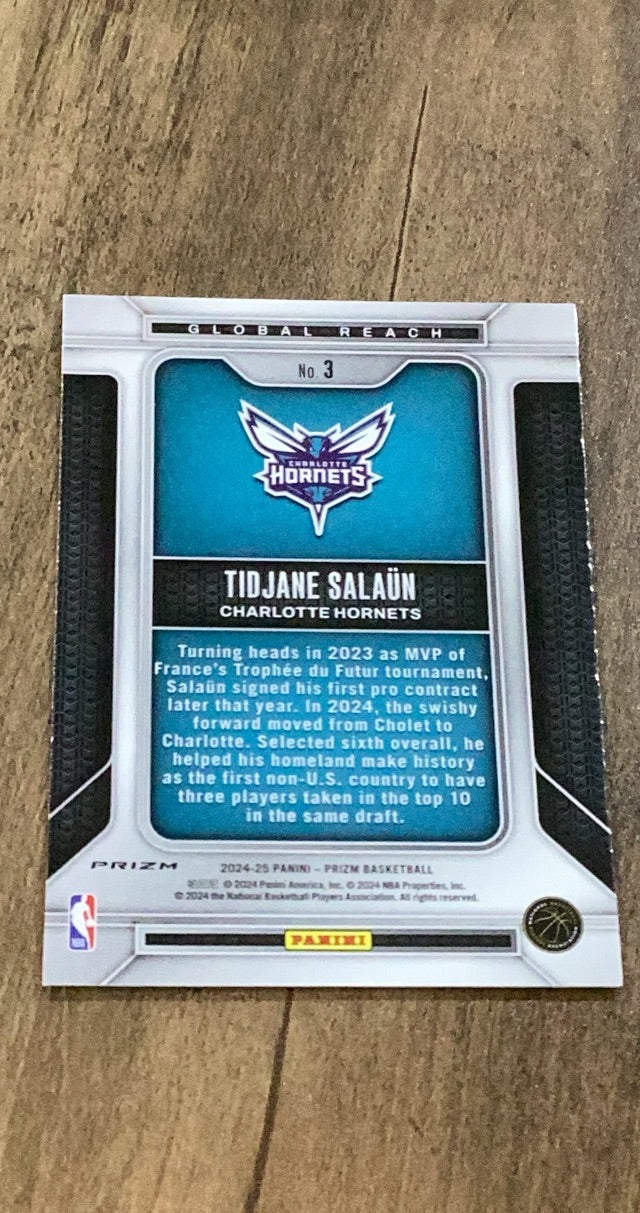 GLOBAL REACH
No. 3
CHARLOTTE
HORNETS
TIDJANE SALAÜN
CHARLOTTE HORNETS
Turning heads in 2023 as MVP of
France's Trophée du Futur tournament,
Salaün signed his first pro contract
later that year. In 2024, the swishy
forward moved from Cholet to
Charlotte. Selected sixth overall, he
helped his homeland make history
as the first non-U.S. country to have
three players taken in the top 10
in the same draft.
PRIZM
2024-25 PANINI – PRIZM BASKETBALL
© 2024 Panini America, Inc. © 2024 NBA Properties, Inc.
© 2024 the National Basketball Players Association. All rights reserved.
NBA
PANINI